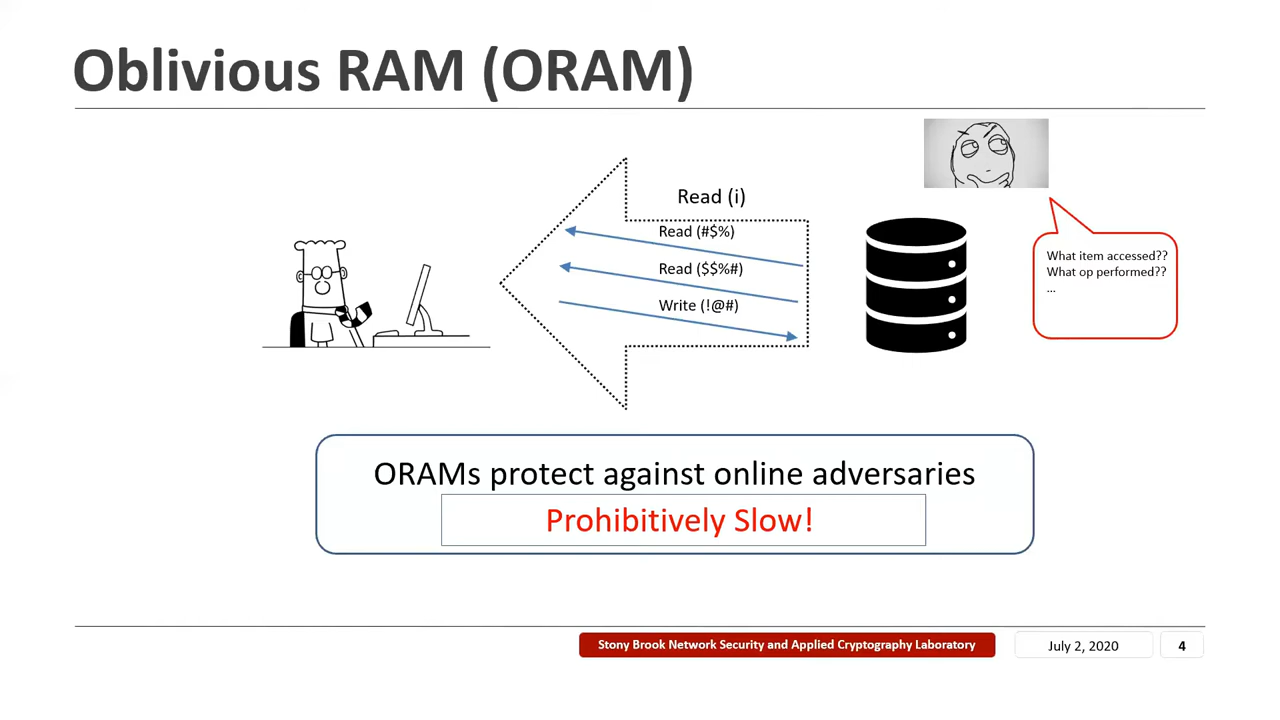 Oblivious RAM (ORAM)
Read (i)
Read (#$%)
Read ($$%#)
Write (!@#)
What item accessed??
What op performed??
...
ORAMs protect against online adversaries
Prohibitively Slow!
Stony Brook Network Security and Applied Cryptography Laboratory
July 2, 2020
4